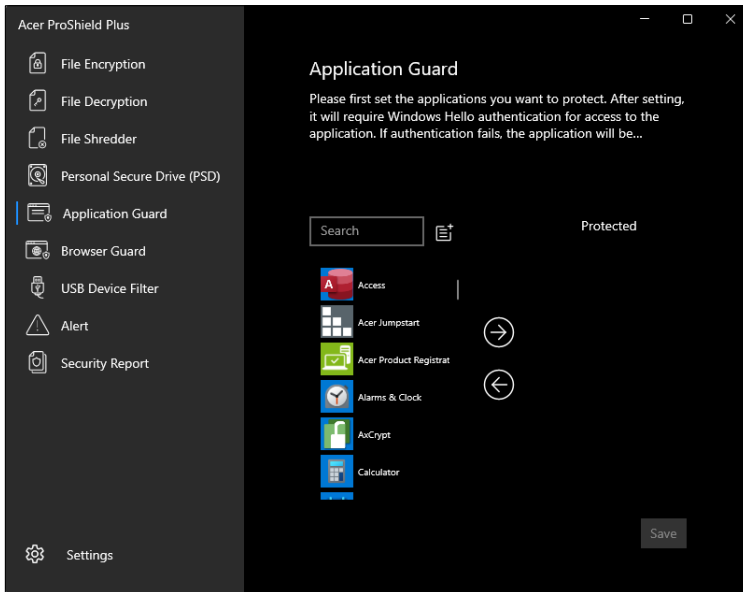 Acer ProShield Plus
File Encryption
File Decryption
File Shredder
Personal Secure Drive (PSD)
Application Guard
Browser Guard
USB Device Filter
Alert
Security Report
Settings
Application Guard
Please first set the applications you want to protect. After setting,
it will require Windows Hello authentication for access to the
application. If authentication fails, the application will be...
Search
Protected
A
Access
Acer Jumpstart
Acer Product Registrat
Alarms & Clock
AxCrypt
Calculator
Save